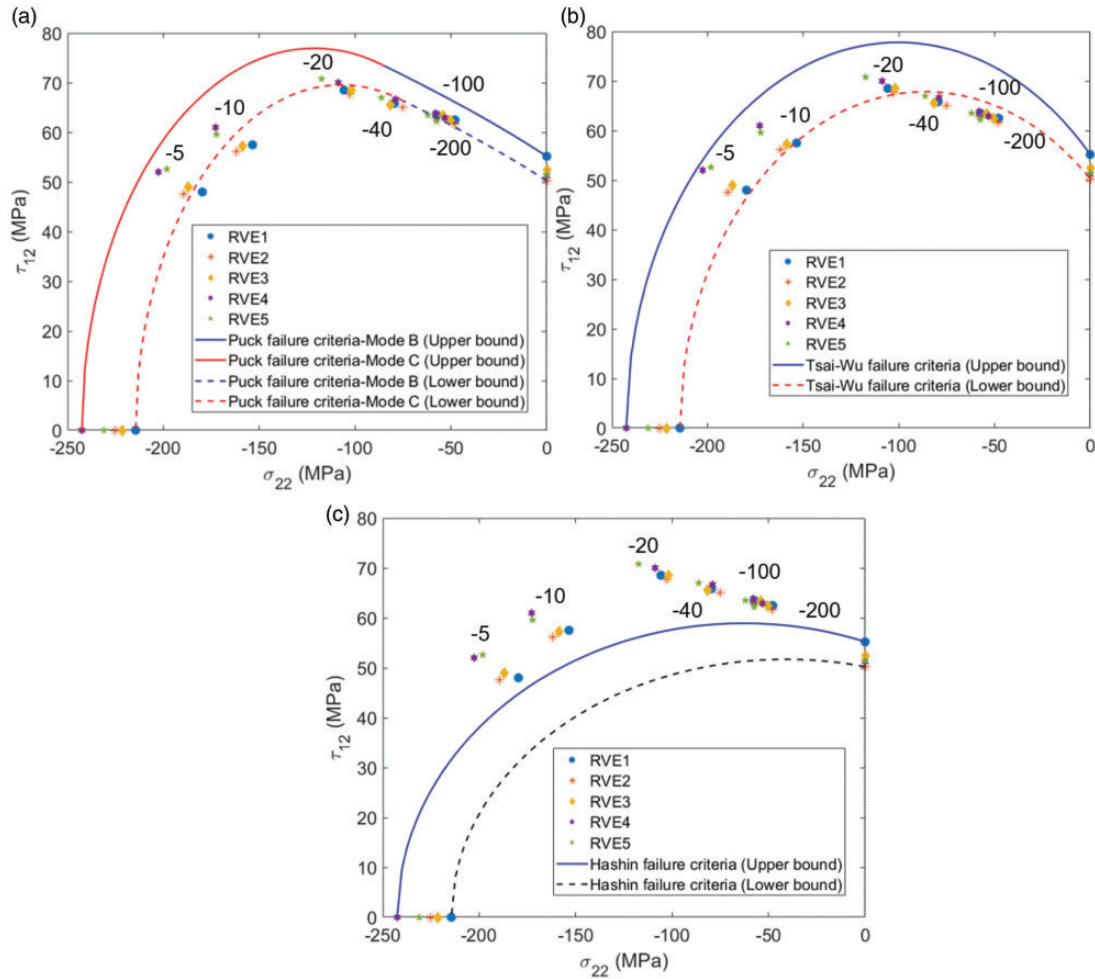 (a)
80
70
60
50
40
30
20
10
0
-250
-200
-150
-100
-50
0
τ12 (MPa)
σ22 (MPa)
-5
-10
-20
-40
-100
-200
RVE1
RVE2
RVE3
RVE4
RVE5
Puck failure criteria-Mode B (Upper bound)
Puck failure criteria-Mode C (Upper bound)
Puck failure criteria-Mode B (Lower bound)
Puck failure criteria-Mode C (Lower bound)
(b)
80
70
60
50
40
30
20
10
0
-250
-200
-150
-100
-50
0
τ12 (MPa)
σ22 (MPa)
-5
-10
-20
-40
-100
-200
RVE1
RVE2
RVE3
RVE4
RVE5
Tsai-Wu failure criteria (Upper bound)
Tsai-Wu failure criteria (Lower bound)
(c)
80
70
60
50
40
30
20
10
0
-250
-200
-150
-100
-50
0
τ12 (MPa)
σ22 (MPa)
-5
-10
-20
-40
-100
-200
RVE1
RVE2
RVE3
RVE4
RVE5
Hashin failure criteria (Upper bound)
Hashin failure criteria (Lower bound)